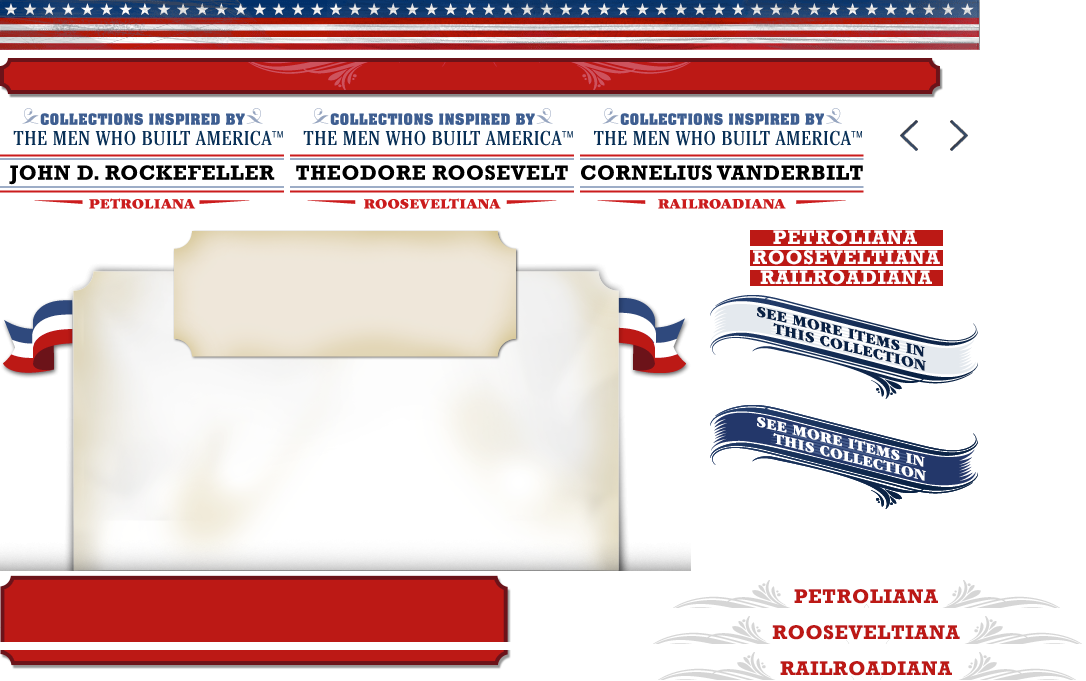 COLLECTIONS INSPIRED BY
THE MEN WHO BUILT AMERICA™
JOHN D. ROCKEFELLER
PETROLIANA
COLLECTIONS INSPIRED BY
THE MEN WHO BUILT AMERICA™
THEODORE ROOSEVELT
ROOSEVELTIANA
COLLECTIONS INSPIRED BY
THE MEN WHO BUILT AMERICA™
CORNELIUS VANDERBILT
RAILROADIANA
PETROLIANA
ROOSEVELTIANA
RAILROADIANA
SEE MORE ITEMS IN
THIS COLLECTION
SEE MORE ITEMS IN
THIS COLLECTION
PETROLIANA
ROOSEVELTIANA
RAILROADIANA